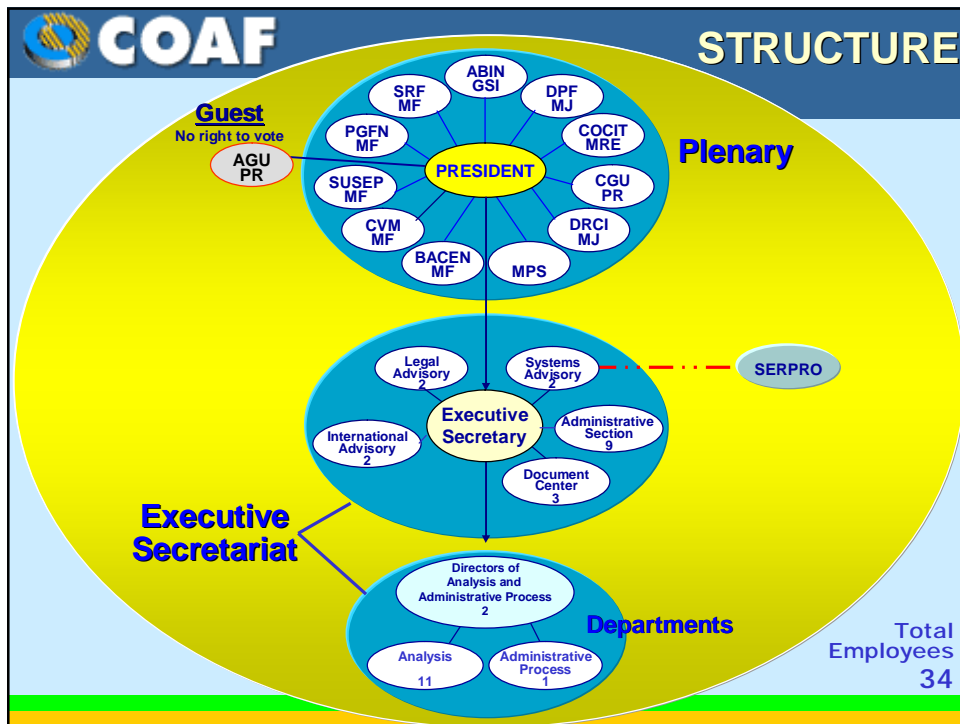 COAF
STRUCTURE
Guest
No right to vote
AGU
PR
ABIN
GSI
SRF
MF
DPF
MJ
PGFN
MF
COCIT
MRE
Plenary
PRESIDENT
SUSEP
MF
CGU
PR
CVM
MF
DRCI
MJ
BACEN
MF
MPS
Legal
Advisory
2
Systems
Advisory
2
SERPRO
Executive
Secretary
International
Advisory
2
Administrative
Section
9
Document
Center
3
Executive
Secretariat
Directors of
Analysis and
Administrative Process
2
Departments
Analysis
11
Administrative
Process
1
Total
Employees
34